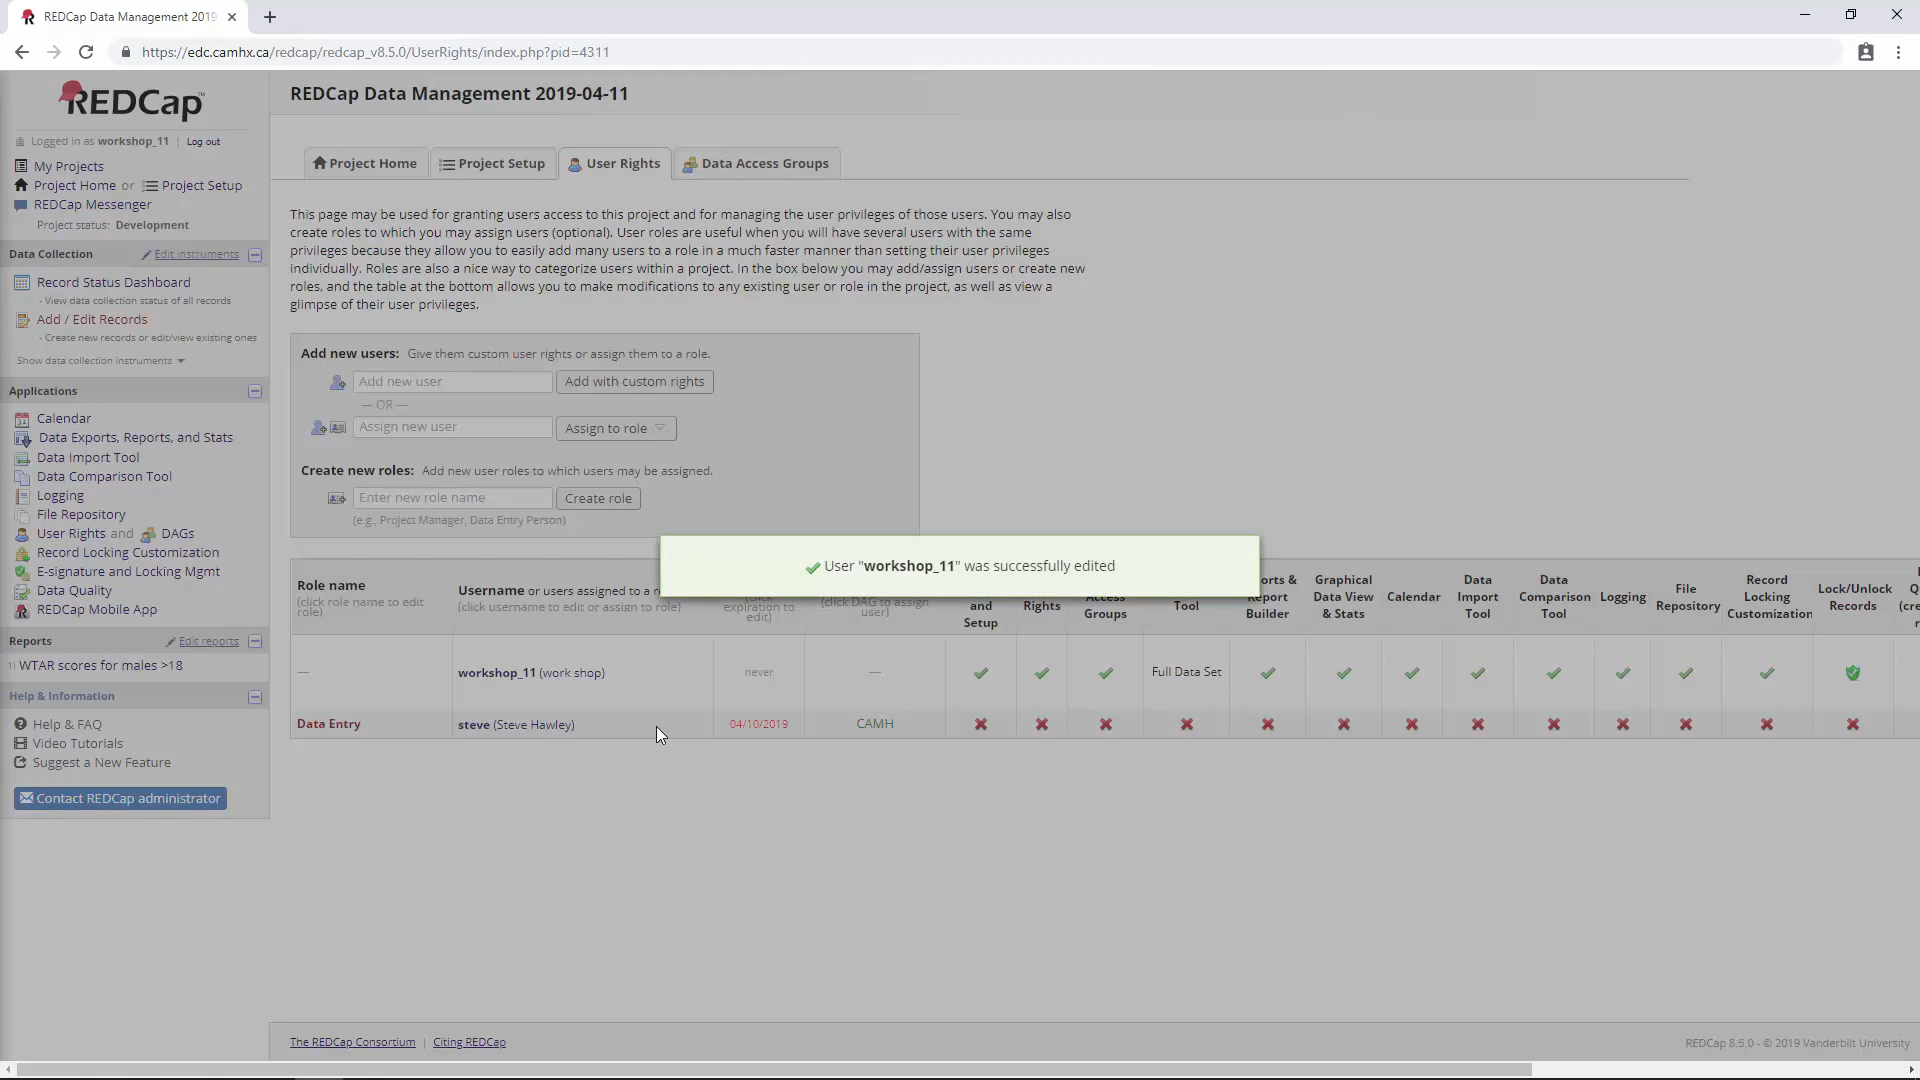 REDCap Data Management 2019
https://edc.camhx.ca/redcap/redcap_v8.5.0/UserRights/index.php?pid=4311
REDCap
Logged in as workshop_11 | Log out
My Projects
Project Home or Project Setup
REDCap Messenger
Project status: Development
Data Collection Edit instruments
Record Status Dashboard
- View data collection status of all records
Add / Edit Records
- Create new records or edit/view existing ones
Show data collection instruments
Applications
Calendar
Data Exports, Reports, and Stats
Data Import Tool
Data Comparison Tool
Logging
File Repository
User Rights and DAGs
Record Locking Customization
E-signature and Locking Mgmt
Data Quality
REDCap Mobile App
Reports Edit reports
1) WTAR scores for males >18
Help & Information
Help & FAQ
Video Tutorials
Suggest a New Feature
Contact REDCap administrator
REDCap Data Management 2019-04-11
Project Home Project Setup User Rights Data Access Groups
This page may be used for granting users access to this project and for managing the user privileges of those users. You may also
create roles to which you may assign users (optional). User roles are useful when you will have several users with the same
privileges because they allow you to easily add many users to a role in a much faster manner than setting their user privileges
individually. Roles are also a nice way to categorize users within a project. In the box below you may add/assign users or create new
roles, and the table at the bottom allows you to make modifications to any existing user or role in the project, as well as view a
glimpse of their user privileges.
Add new users: Give them custom user rights or assign them to a role.
Add new user Add with custom rights
— OR —
Assign new user Assign to role
Create new roles: Add new user roles to which users may be assigned.
Enter new role name Create role
(e.g., Project Manager, Data Entry Person)
User "workshop_11" was successfully edited
Role name
(click role name to edit
role)
Username or users assigned to a
(click username to edit or assign to role)
expiration to
edit)
(click DAG to assign
user)
and
Setup
Rights
Access
Groups
Tool
Builder
Graphical
Data View
& Stats
Calendar
Data
Import
Tool
Data
Comparison
Tool
Logging
File
Repository
Record
Locking
Customization
Lock/Unlock
Records
— workshop_11 (work shop) never — Full Data Set
Data Entry steve (Steve Hawley) 04/10/2019 CAMH
The REDCap Consortium | Citing REDCap
REDCap 8.5.0 - © 2019 Vanderbilt University